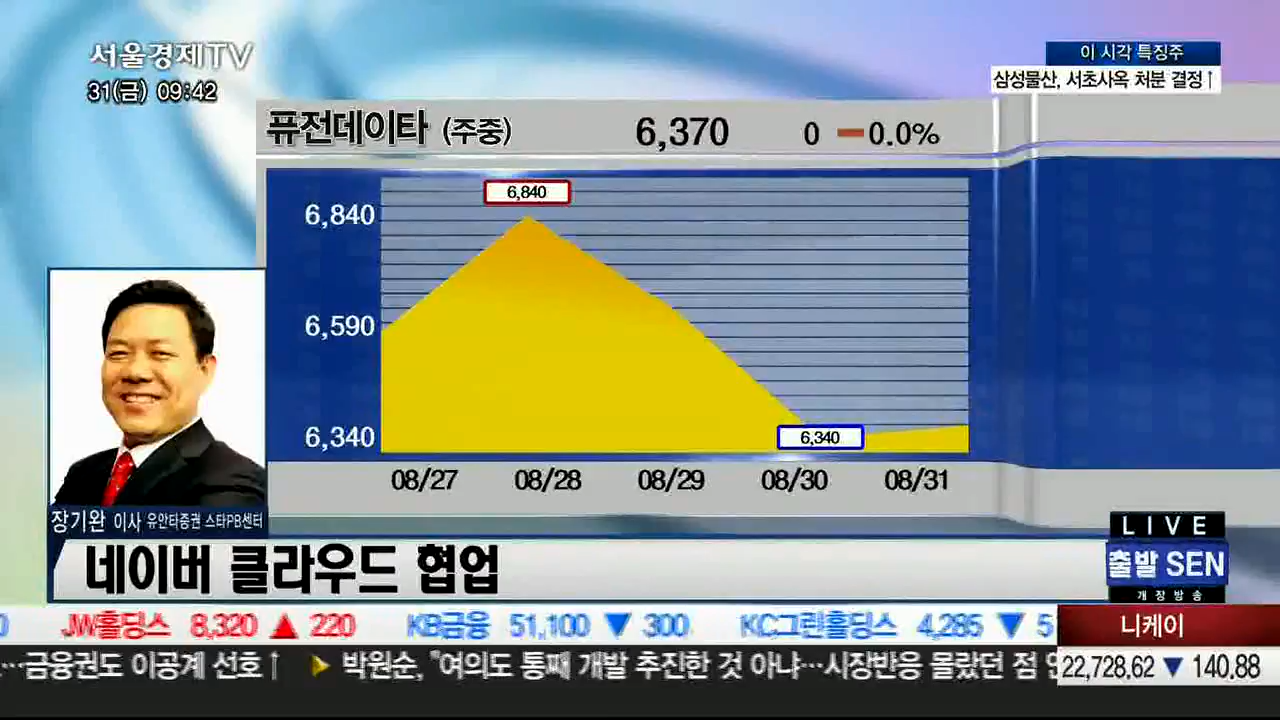 서울경제TV
31(금) 09:42
이 시각 특징주
삼성물산, 서초사옥 처분 결정↑
퓨전데이타 (주중) 6,370 0 0.0%
6,840
6,840
6,590
6,340
6,340
08/27 08/28 08/29 08/30 08/31
장기완 이사 유안타증권 스타PB센터
네이버 클라우드 협업
LIVE
출발 SEN
개장방송
0 JW홀딩스 8,320 ▲ 220 KB금융 51,100 ▼ 300 KC그린홀딩스 4,285 ▼ 5
니케이
…금융권도 이공계 선호↑ ▶ 박원순, "여의도 통째 개발 추진한 것 아냐…시장반응 몰랐던 점
22,728.62 ▼ 140.88